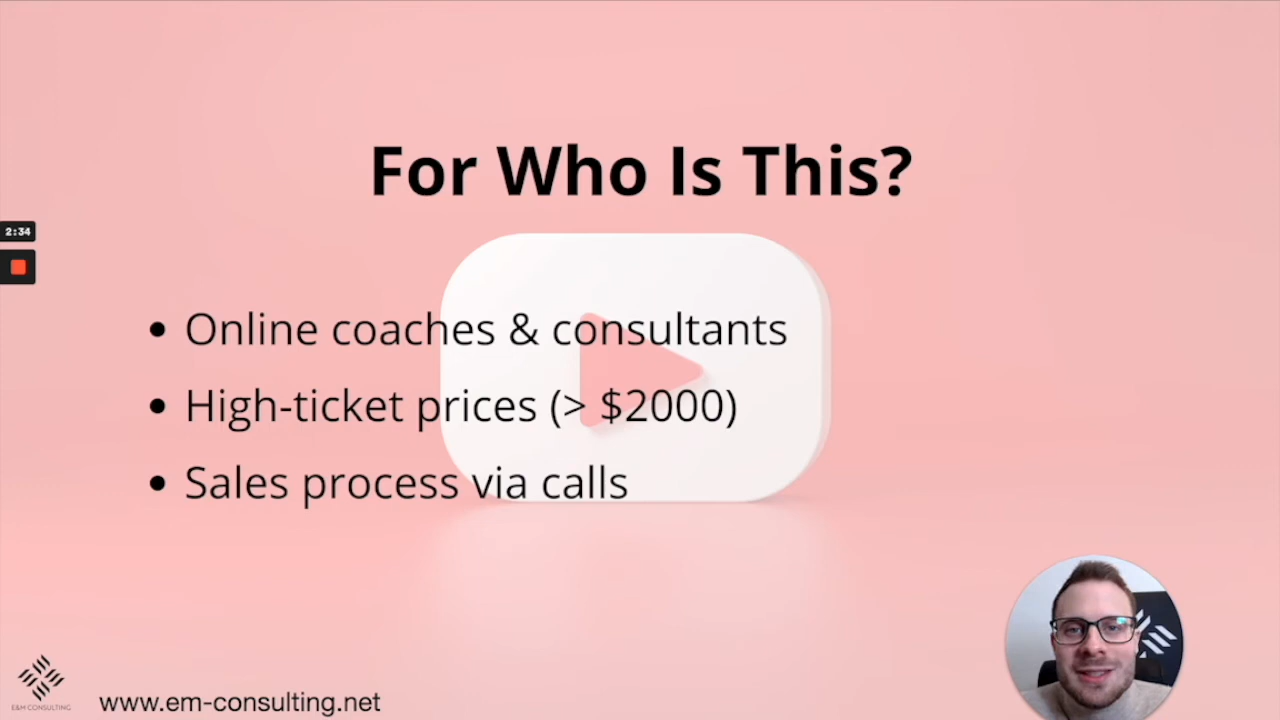 For Who Is This?
2:34
• Online coaches & consultants
• High-ticket prices (> $2000)
• Sales process via calls
E&M CONSULTING
www.em-consulting.net